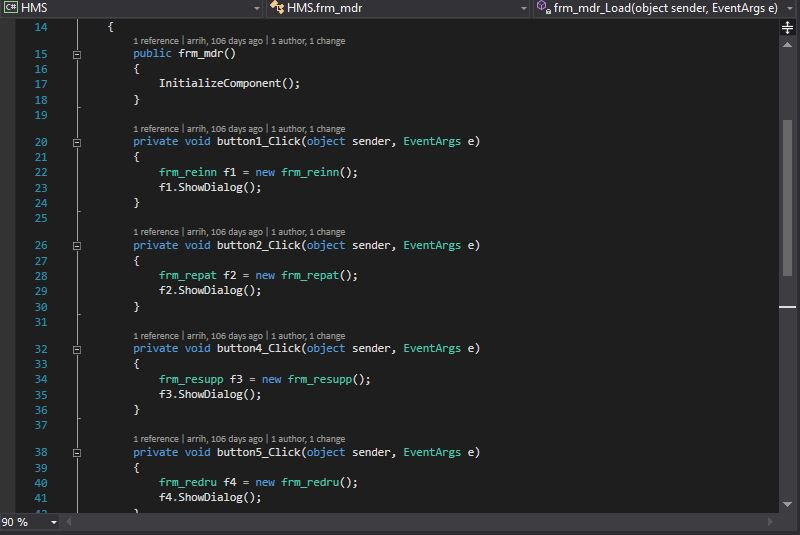 HMS HMS.frm_mdr frm_mdr_Load(object sender, EventArgs e)
14 {
1 reference | arrih, 106 days ago | 1 author, 1 change
15 public frm_mdr()
16 {
17 InitializeComponent();
18 }
19
1 reference | arrih, 106 days ago | 1 author, 1 change
20 private void button1_Click(object sender, EventArgs e)
21 {
22 frm_reinn f1 = new frm_reinn();
23 f1.ShowDialog();
24 }
25
1 reference | arrih, 106 days ago | 1 author, 1 change
26 private void button2_Click(object sender, EventArgs e)
27 {
28 frm_repat f2 = new frm_repat();
29 f2.ShowDialog();
30 }
31
1 reference | arrih, 106 days ago | 1 author, 1 change
32 private void button4_Click(object sender, EventArgs e)
33 {
34 frm_resupp f3 = new frm_resupp();
35 f3.ShowDialog();
36 }
37
1 reference | arrih, 106 days ago | 1 author, 1 change
38 private void button5_Click(object sender, EventArgs e)
39 {
40 frm_redru f4 = new frm_redru();
41 f4.ShowDialog();
42 }
90 %